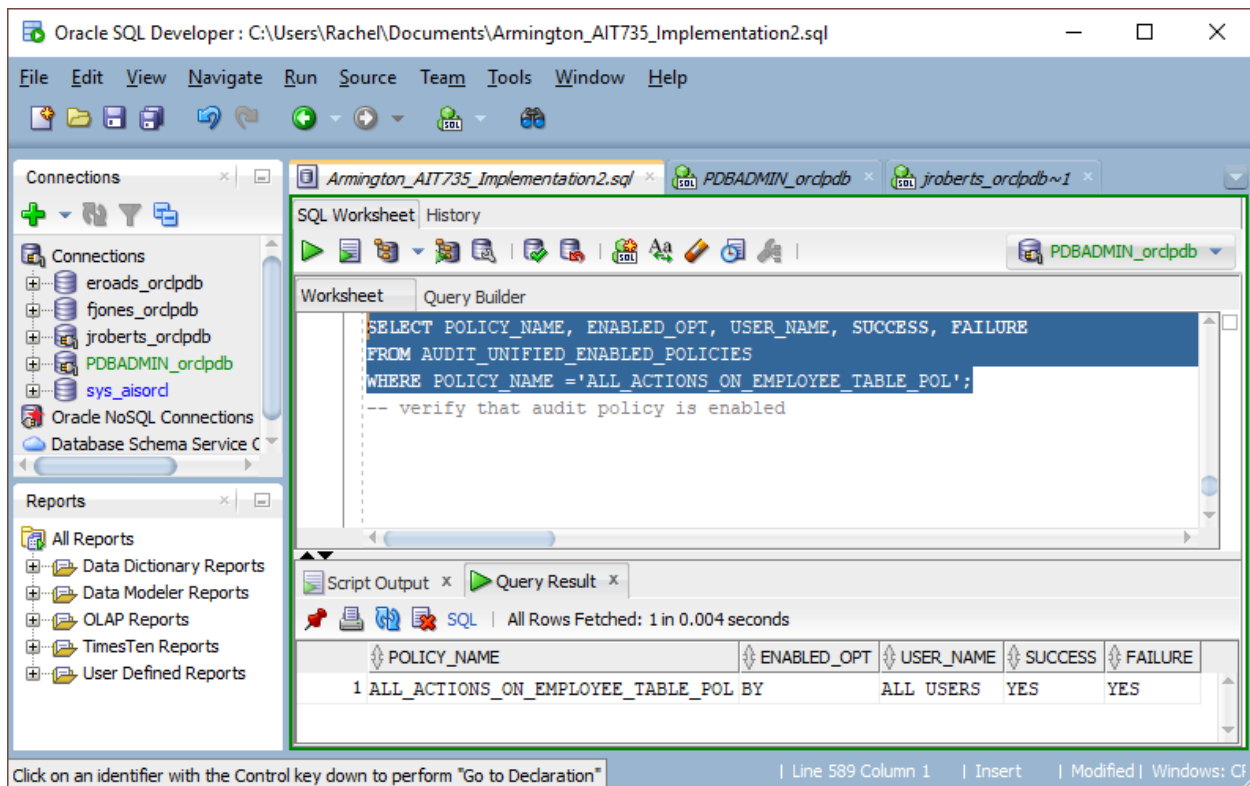 Oracle SQL Developer : C:\Users\Rachel\Documents\Armington_AIT735_Implementation2.sql
File Edit View Navigate Run Source Team Tools Window Help
Connections
Connections
eroads_orclpdb
fjones_orclpdb
jroberts_orclpdb
PDBADMIN_orclpdb
sys_aisorcl
Oracle NoSQL Connections
Database Schema Service C
Reports
All Reports
Data Dictionary Reports
Data Modeler Reports
OLAP Reports
TimesTen Reports
User Defined Reports
Armington_AIT735_Implementation2.sql PDBADMIN_orclpdb jroberts_orclpdb~1
SQL Worksheet History
PDBADMIN_orclpdb
Worksheet Query Builder
SELECT POLICY_NAME, ENABLED_OPT, USER_NAME, SUCCESS, FAILURE
FROM AUDIT_UNIFIED_ENABLED_POLICIES
WHERE POLICY_NAME ='ALL_ACTIONS_ON_EMPLOYEE_TABLE_POL';
-- verify that audit policy is enabled
Script Output Query Result
SQL | All Rows Fetched: 1 in 0.004 seconds
POLICY_NAME ENABLED_OPT USER_NAME SUCCESS FAILURE
1 ALL_ACTIONS_ON_EMPLOYEE_TABLE_POL BY ALL USERS YES YES
Click on an identifier with the Control key down to perform "Go to Declaration" | Line 589 Column 1 | Insert | Modified | Windows: CF